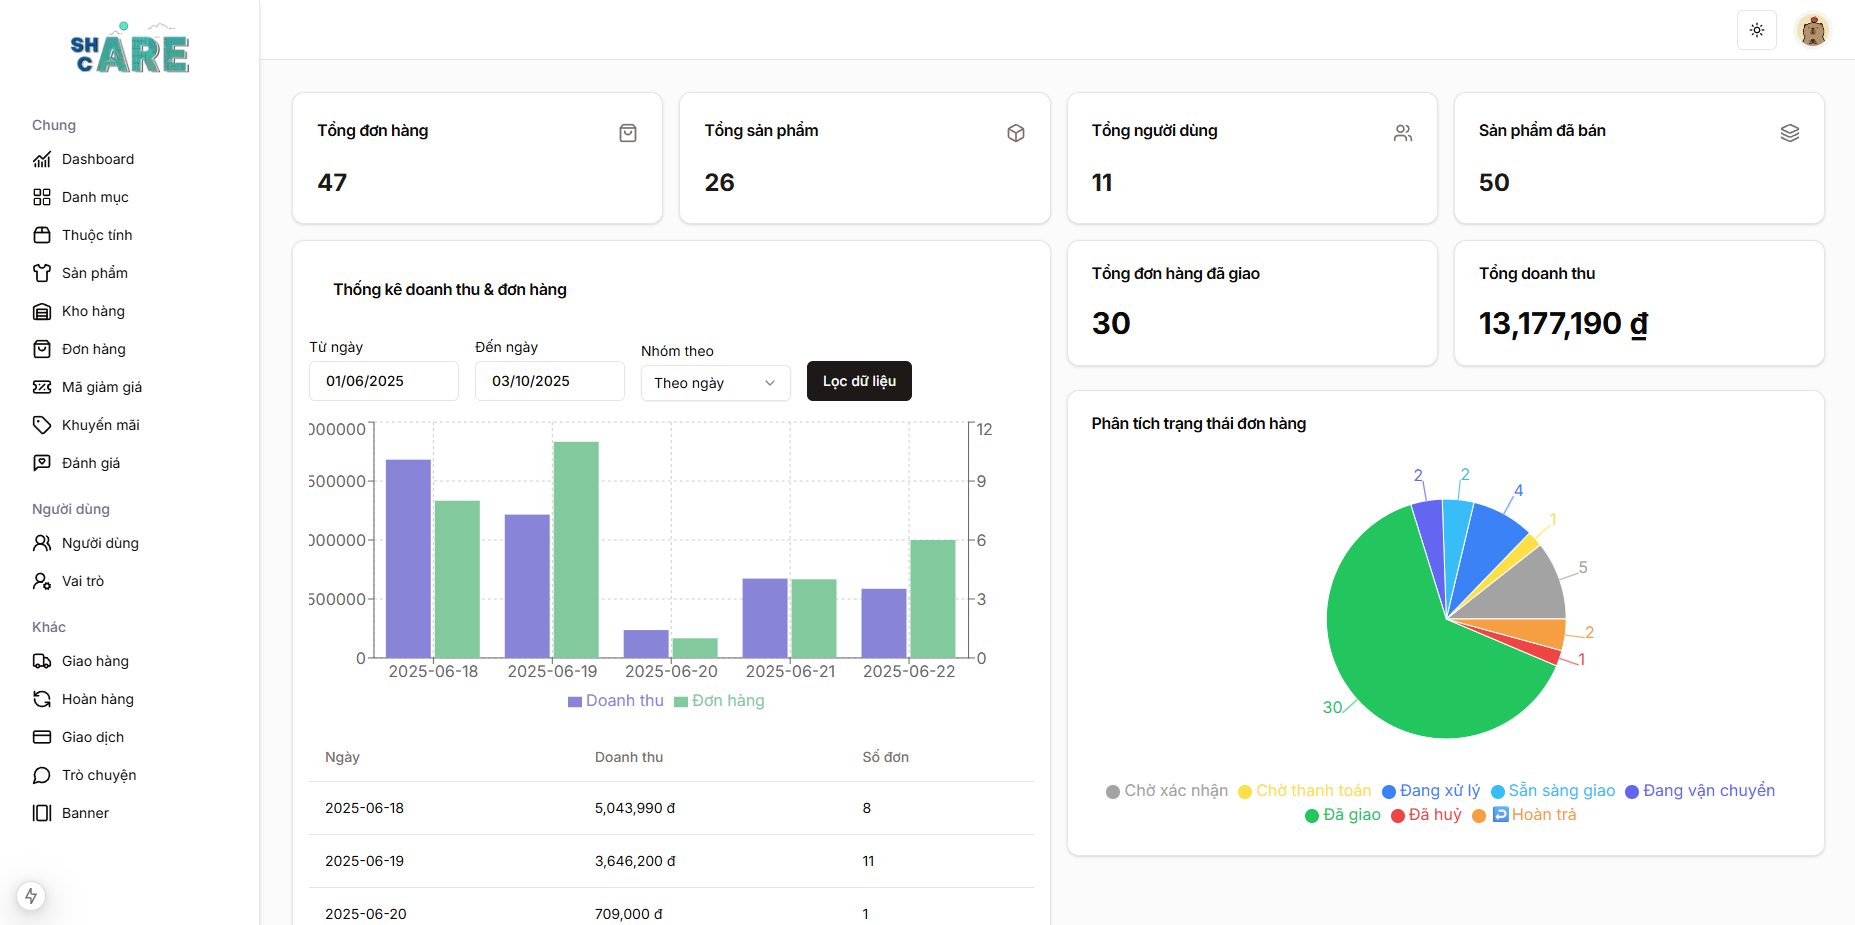 SH
C ARE
Chung
Dashboard
Danh mục
Thuộc tính
Sản phẩm
Kho hàng
Đơn hàng
Mã giảm giá
Khuyến mãi
Đánh giá
Người dùng
Người dùng
Vai trò
Khác
Giao hàng
Hoàn hàng
Giao dịch
Trò chuyện
Banner
Tổng đơn hàng
47
Tổng sản phẩm
26
Tổng người dùng
11
Sản phẩm đã bán
50
Thống kê doanh thu & đơn hàng
Từ ngày
01/06/2025
Đến ngày
03/10/2025
Nhóm theo
Theo ngày
Lọc dữ liệu
000000 12
500000 9
000000 6
500000 3
0 0
2025-06-18 2025-06-19 2025-06-20 2025-06-21 2025-06-22
Doanh thu Đơn hàng
Ngày Doanh thu Số đơn
2025-06-18 5,043,990 đ 8
2025-06-19 3,646,200 đ 11
2025-06-20 709,000 đ 1
Tổng đơn hàng đã giao
30
Tổng doanh thu
13,177,190 ₫
Phân tích trạng thái đơn hàng
2
2
4
1
5
2
1
30
Chờ xác nhận Chờ thanh toán Đang xử lý Sẵn sàng giao Đang vận chuyển
Đã giao Đã huỷ Hoàn trả